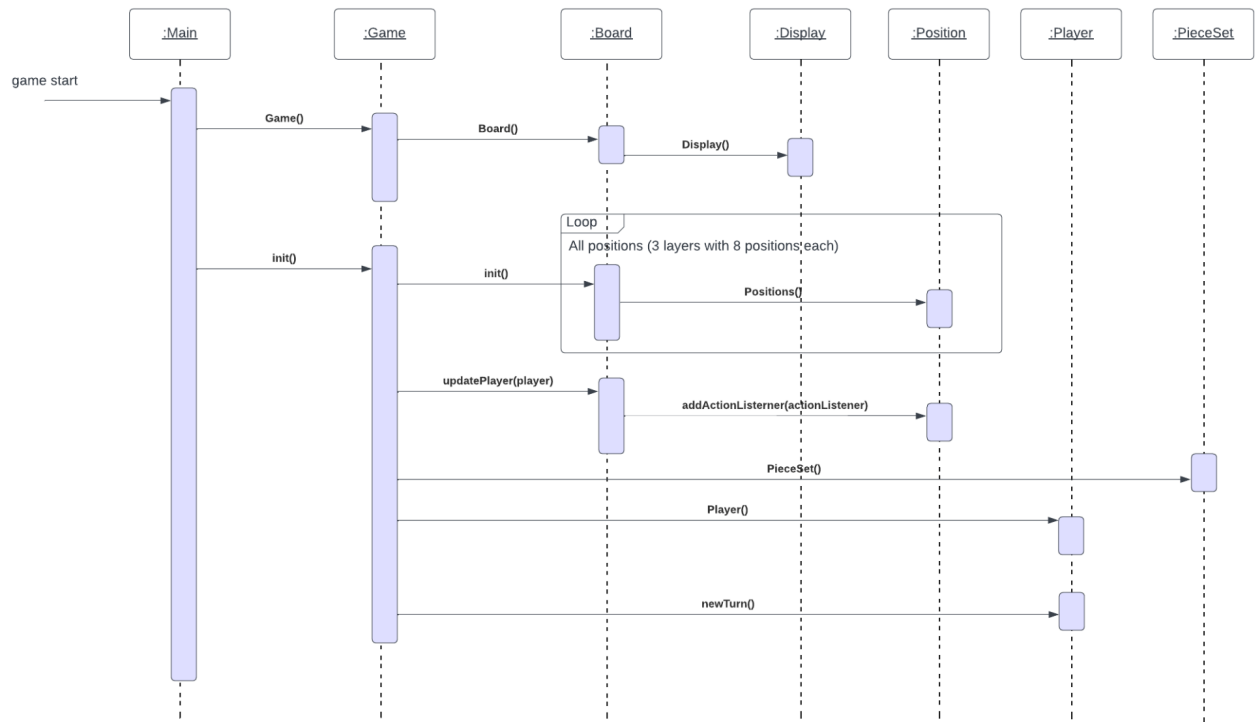 :Main
:Game
:Board
:Display
:Position
:Player
:PieceSet
game start
Game()
Board()
Display()
Loop
All positions (3 layers with 8 positions each)
init()
init()
Positions()
updatePlayer(player)
addActionListerner(actionListener)
PieceSet()
Player()
newTurn()